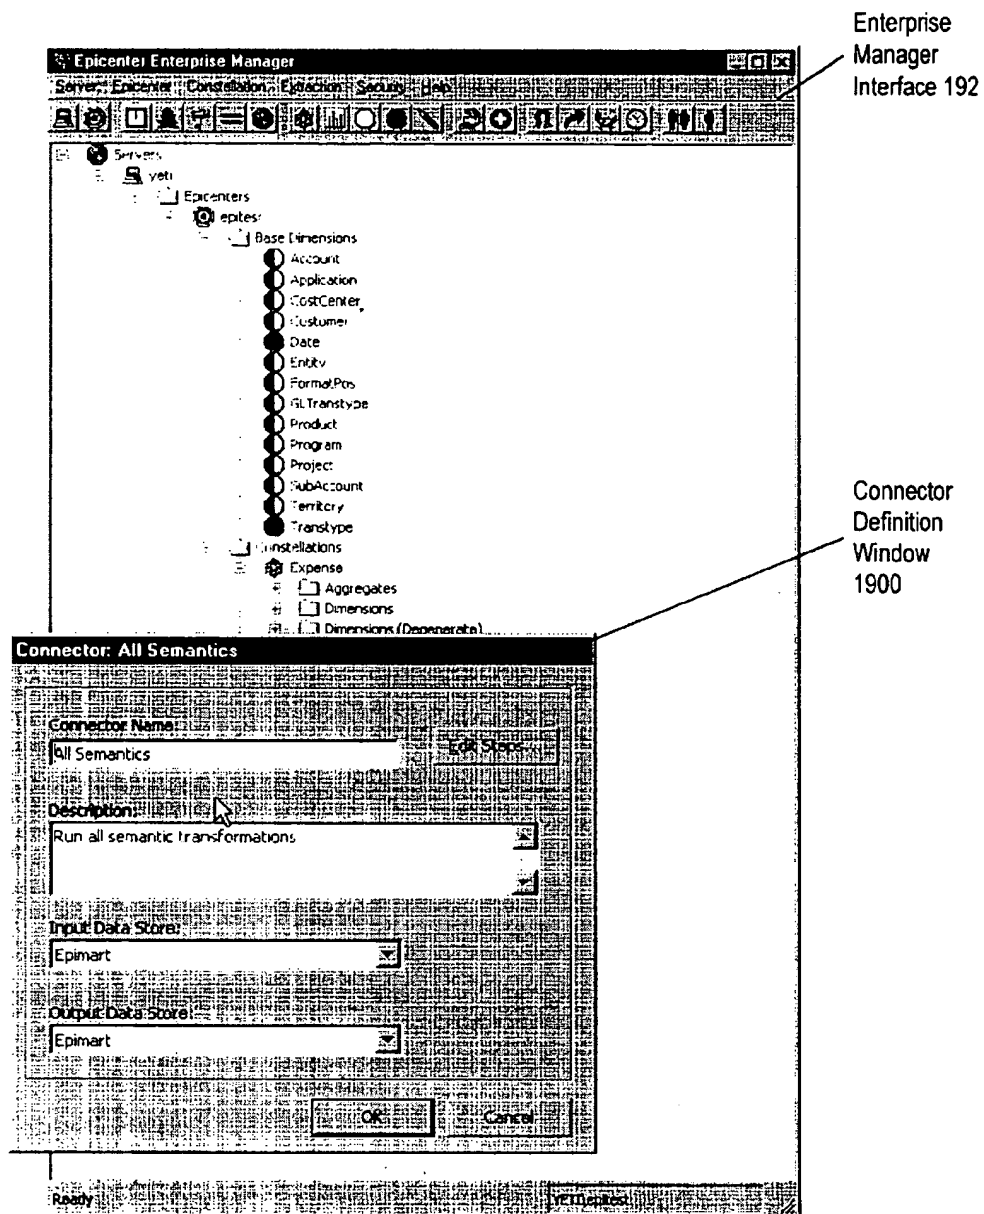 Enterprise
Manager
Interface 192
Epicenter Enterprise Manager
Server Epicenter Constellation Extraction Security Help
Servers
yeti
Epicenters
epitest
Base Dimensions
Account
Application
CostCenter
Customer
Date
Entity
FormatPos
GLTranstype
Product
Program
Project
SubAccount
Territory
Transtype
Constellations
Expense
Aggregates
Dimensions
Dimensions (Degenerate)
Connector
Definition
Window
1900
Connector: All Semantics
Connector Name:
All Semantics
Edit Steps...
Description:
Run all semantic transformations
Input Data Store:
Epimart
Output Data Store:
Epimart
OK
Cancel
Ready